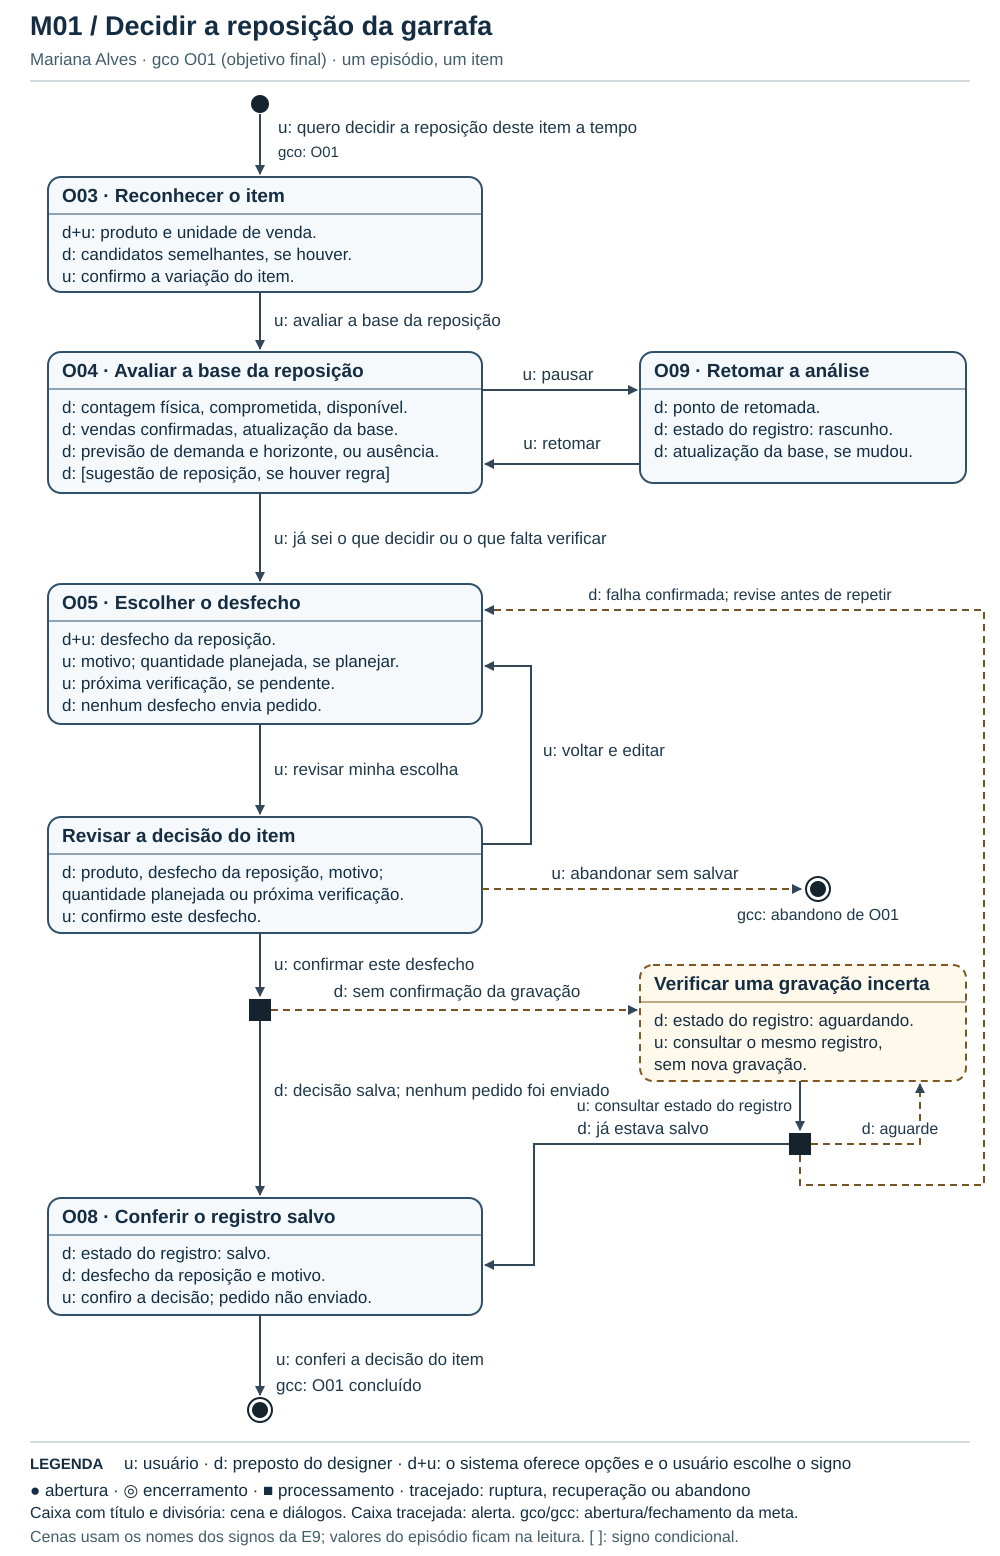 M01 / Decidir a reposição da garrafa
Mariana Alves · gco O01 (objetivo final) · um episódio, um item
u: quero decidir a reposição deste item a tempo
gco: O01
O03 · Reconhecer o item
d+u: produto e unidade de venda.
d: candidatos semelhantes, se houver.
u: confirmo a variação do item.
u: avaliar a base da reposição
O04 · Avaliar a base da reposição
d: contagem física, comprometida, disponível.
d: vendas confirmadas, atualização da base.
d: previsão de demanda e horizonte, ou ausência.
d: [sugestão de reposição, se houver regra]
u: pausar
u: retomar
O09 · Retomar a análise
d: ponto de retomada.
d: estado do registro: rascunho.
d: atualização da base, se mudou.
u: já sei o que decidir ou o que falta verificar
d: falha confirmada; revise antes de repetir
O05 · Escolher o desfecho
d+u: desfecho da reposição.
u: motivo; quantidade planejada, se planejar.
u: próxima verificação, se pendente.
d: nenhum desfecho envia pedido.
u: voltar e editar
u: revisar minha escolha
Revisar a decisão do item
d: produto, desfecho da reposição, motivo;
quantidade planejada ou próxima verificação.
u: confirmo este desfecho.
u: abandonar sem salvar
gcc: abandono de O01
u: confirmar este desfecho
d: sem confirmação da gravação
Verificar uma gravação incerta
d: estado do registro: aguardando.
u: consultar o mesmo registro,
sem nova gravação.
d: decisão salva; nenhum pedido foi enviado
u: consultar estado do registro
d: já estava salvo
d: aguarde
O08 · Conferir o registro salvo
d: estado do registro: salvo.
d: desfecho da reposição e motivo.
u: confiro a decisão; pedido não enviado.
u: conferi a decisão do item
gcc: O01 concluído
LEGENDA u: usuário · d: preposto do designer · d+u: o sistema oferece opções e o usuário escolhe o signo
● abertura · ◎ encerramento · ■ processamento · tracejado: ruptura, recuperação ou abandono
Caixa com título e divisória: cena e diálogos. Caixa tracejada: alerta. gco/gcc: abertura/fechamento da meta.
Cenas usam os nomes dos signos da E9; valores do episódio ficam na leitura. [ ]: signo condicional.